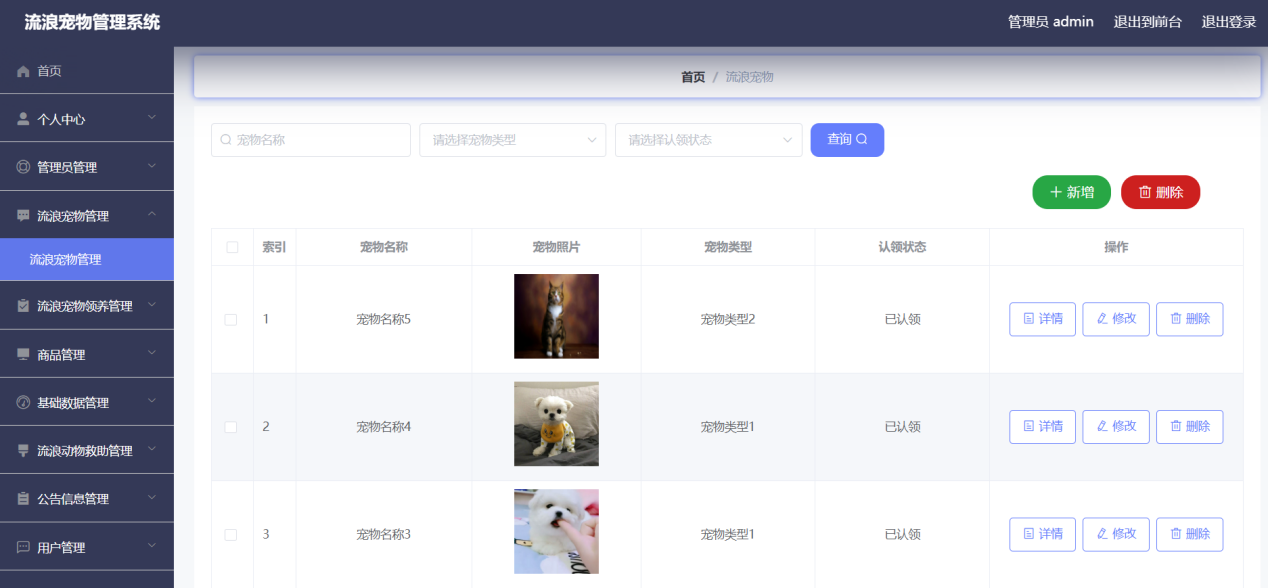 流浪宠物管理系统
管理员 admin 退出到前台 退出登录
首页
个人中心
管理员管理
流浪宠物管理
流浪宠物管理
流浪宠物领养管理
商品管理
基础数据管理
流浪动物救助管理
公告信息管理
用户管理
首页 / 流浪宠物
宠物名称 请选择宠物类型 请选择认领状态 查询
新增 删除
索引 宠物名称 宠物照片 宠物类型 认领状态 操作
1 宠物名称5 宠物类型2 已认领 详情 修改 删除
2 宠物名称4 宠物类型1 已认领 详情 修改 删除
3 宠物名称3 宠物类型1 已认领 详情 修改 删除